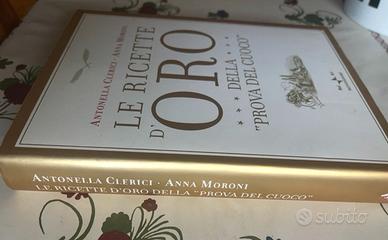 ANTONELLA CLERICI · ANNA MORONI
LE RICETTE
D'ORO
DELLA
"PROVA DEL CUOCO"
ANTONELLA CLERICI · ANNA MORONI
LE RICETTE D'ORO DELLA "PROVA DEL CUOCO"
subito